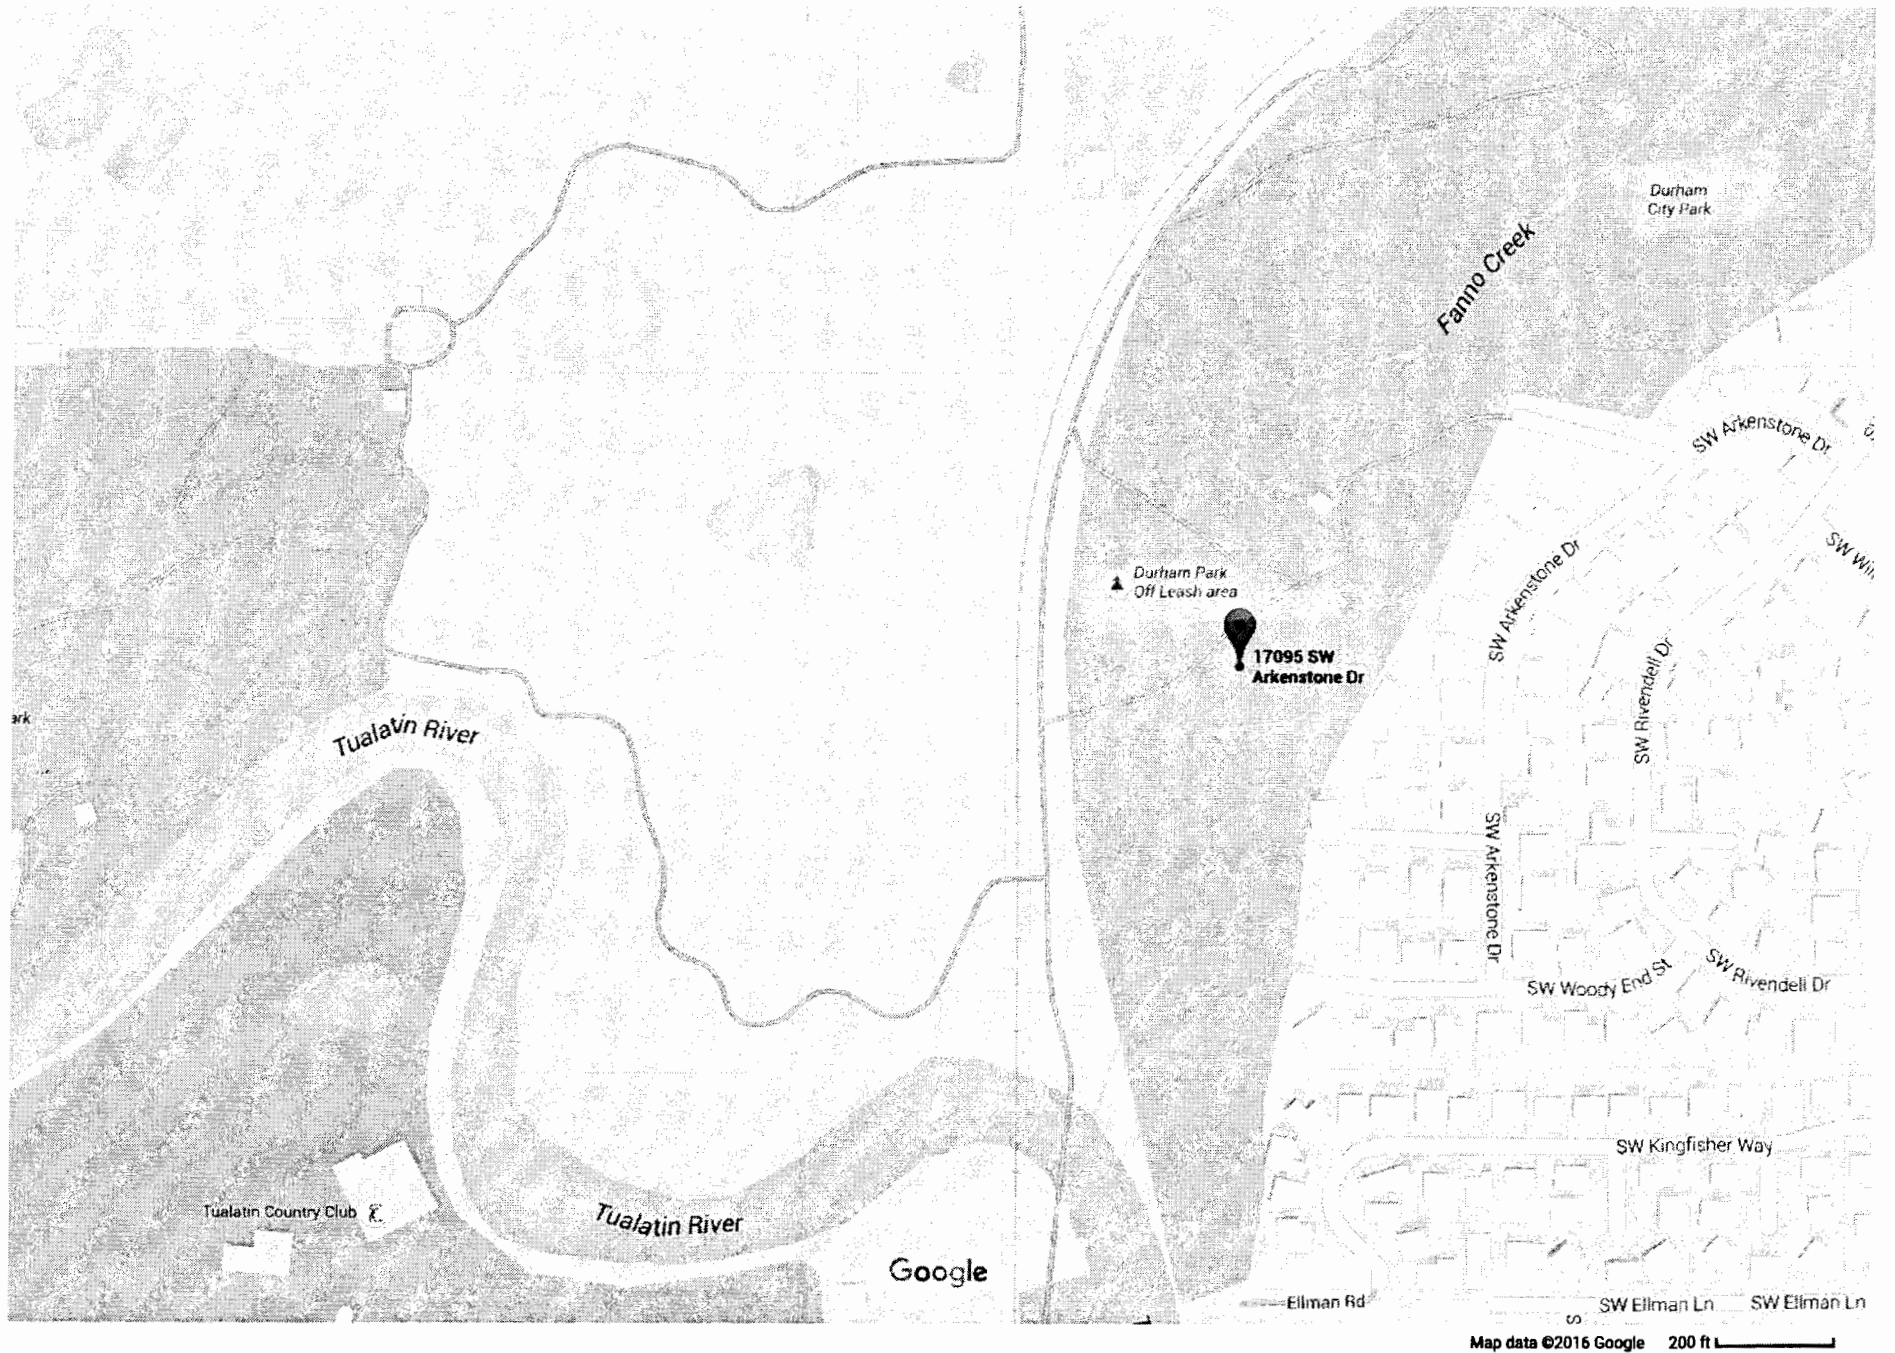 Durham
City Park
Fanno Creek
SW Arkenstone Dr
SW Arkenstone Dr
Durham Park
Off Leash area
17095 SW
Arkenstone Dr
SW Rivendell Dr
ark
Tualatin River
SW Arkenstone Dr
SW Woody End St
SW Rivendell Dr
SW Kingfisher Way
Tualatin Country Club
Tualatin River
Google
Ellman Rd
SW Ellman Ln
SW Ellman Ln
S
Map data ©2016 Google
200 ft